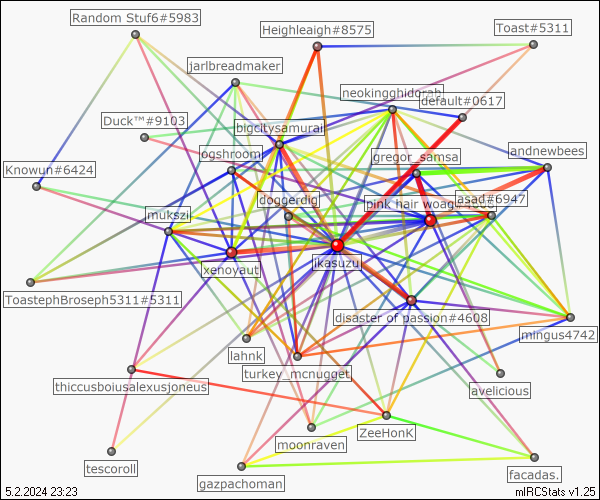 Random Stuf6#5983
Heighleaigh#8575
Toast#5311
jarlbreadmaker
neokingghidorah
default#0617
Duck™#9103
bigcitysamurai
ogshroom
gregor_samsa
andnewbees
Knowun#6424
doggerdig
pink hair woag
asad#6947
mukszii
xenoyaut
ikasuzu
ToastephBroseph5311#5311
disaster of passion#4608
mingus4742
lahnk
turkey_mcnugget
thiccusboiusalexusjoneus
avelicious
ZeeHonK
moonraven
tescoroll
gazpachoman
facadas.
5.2.2024 23:23
mIRCStats v1.25